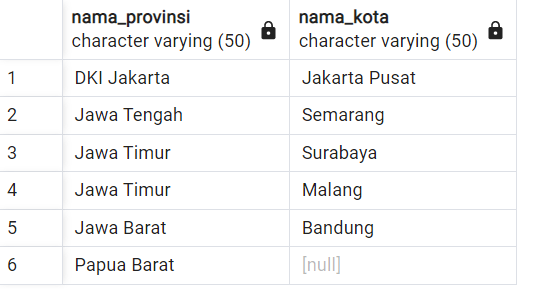 nama_provinsi nama_kota
character varying (50) character varying (50)
1 DKI Jakarta Jakarta Pusat
2 Jawa Tengah Semarang
3 Jawa Timur Surabaya
4 Jawa Timur Malang
5 Jawa Barat Bandung
6 Papua Barat [null]